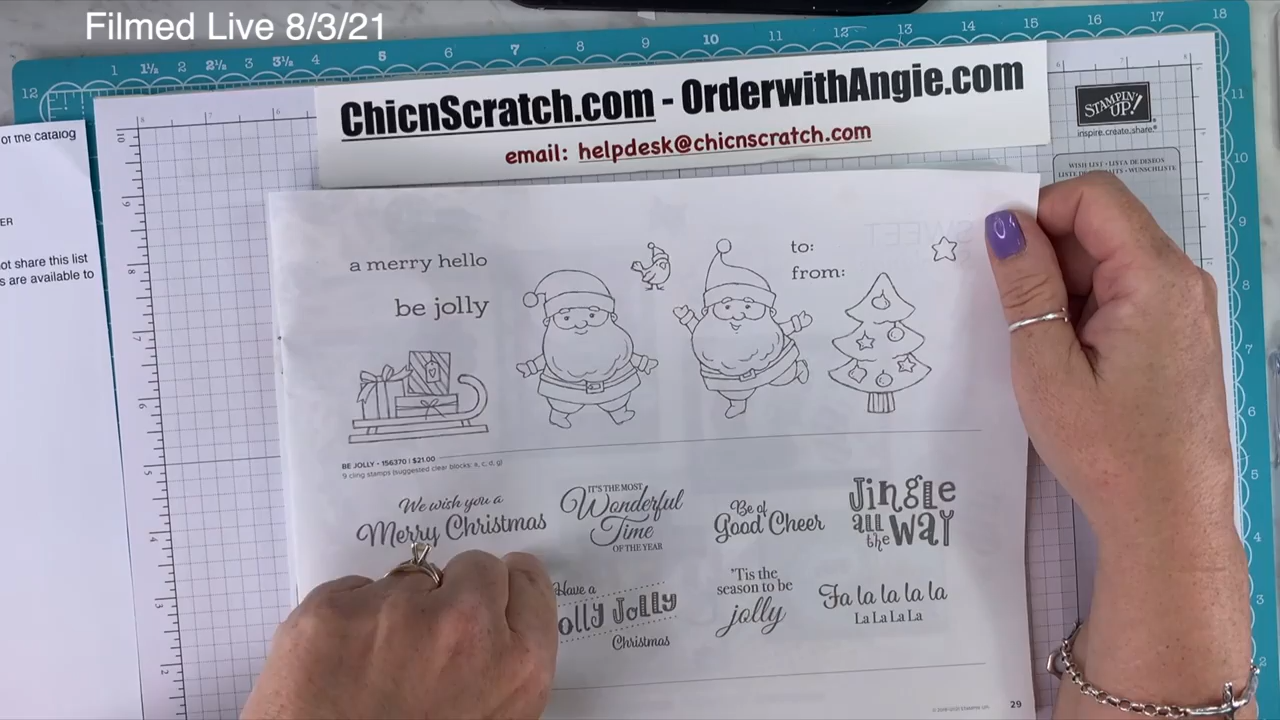 Filmed Live 8/3/21
ChicnScratch.com - OrderwithAngie.com
email: helpdesk@chicnscratch.com
STAMPIN' UP!
inspire.create.share.
WISH LIST • LISTA DE DESEOS
of the catalog
ER
ot share this list
s are available to
a merry hello
be jolly
to:
from:
BE JOLLY • 156370 | $21.00
9 cling stamps (suggested clear blocks: a, c, d, g)
We wish you a
Merry Christmas
IT'S THE MOST
Wonderful
Time
OF THE YEAR
Be of
Good Cheer
Jingle
all
the Way
Have a
olly Jolly
Christmas
'Tis the
season to be
jolly
Fa la la la la
La La La La
29